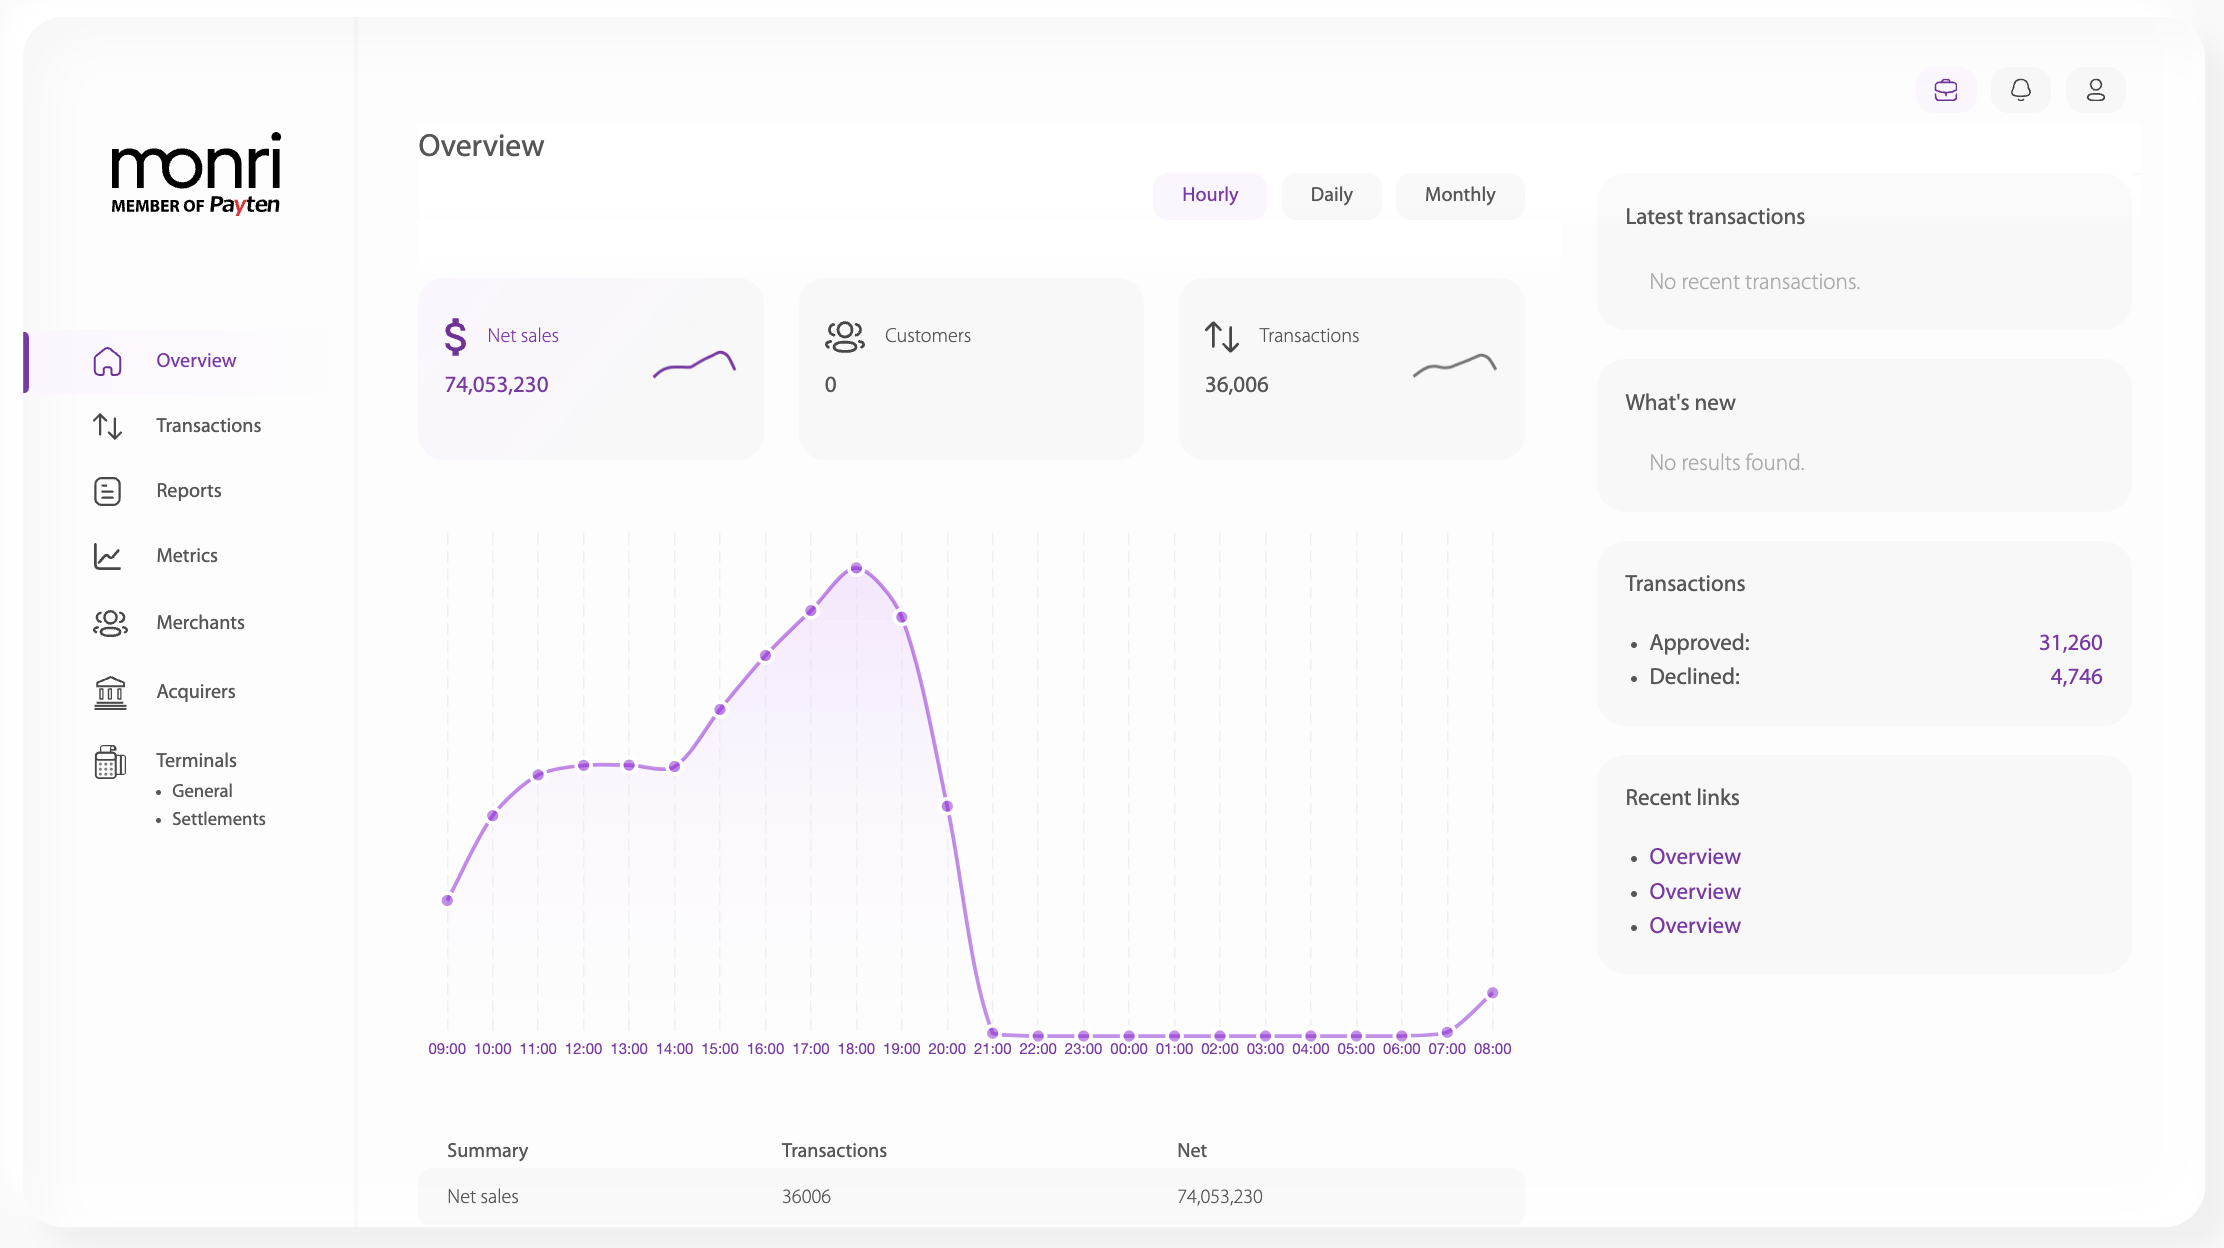 monri
MEMBER OF Payten
Overview
Transactions
Reports
Metrics
Merchants
Acquirers
Terminals
• General
• Settlements
Overview
Hourly Daily Monthly
Net sales
74,053,230
Customers
0
Transactions
36,006
09:00 10:00 11:00 12:00 13:00 14:00 15:00 16:00 17:00 18:00 19:00 20:00 21:00 22:00 23:00 00:00 01:00 02:00 03:00 04:00 05:00 06:00 07:00 08:00
Summary Transactions Net
Net sales 36006 74,053,230
Latest transactions
No recent transactions.
What's new
No results found.
Transactions
• Approved: 31,260
• Declined: 4,746
Recent links
• Overview
• Overview
• Overview